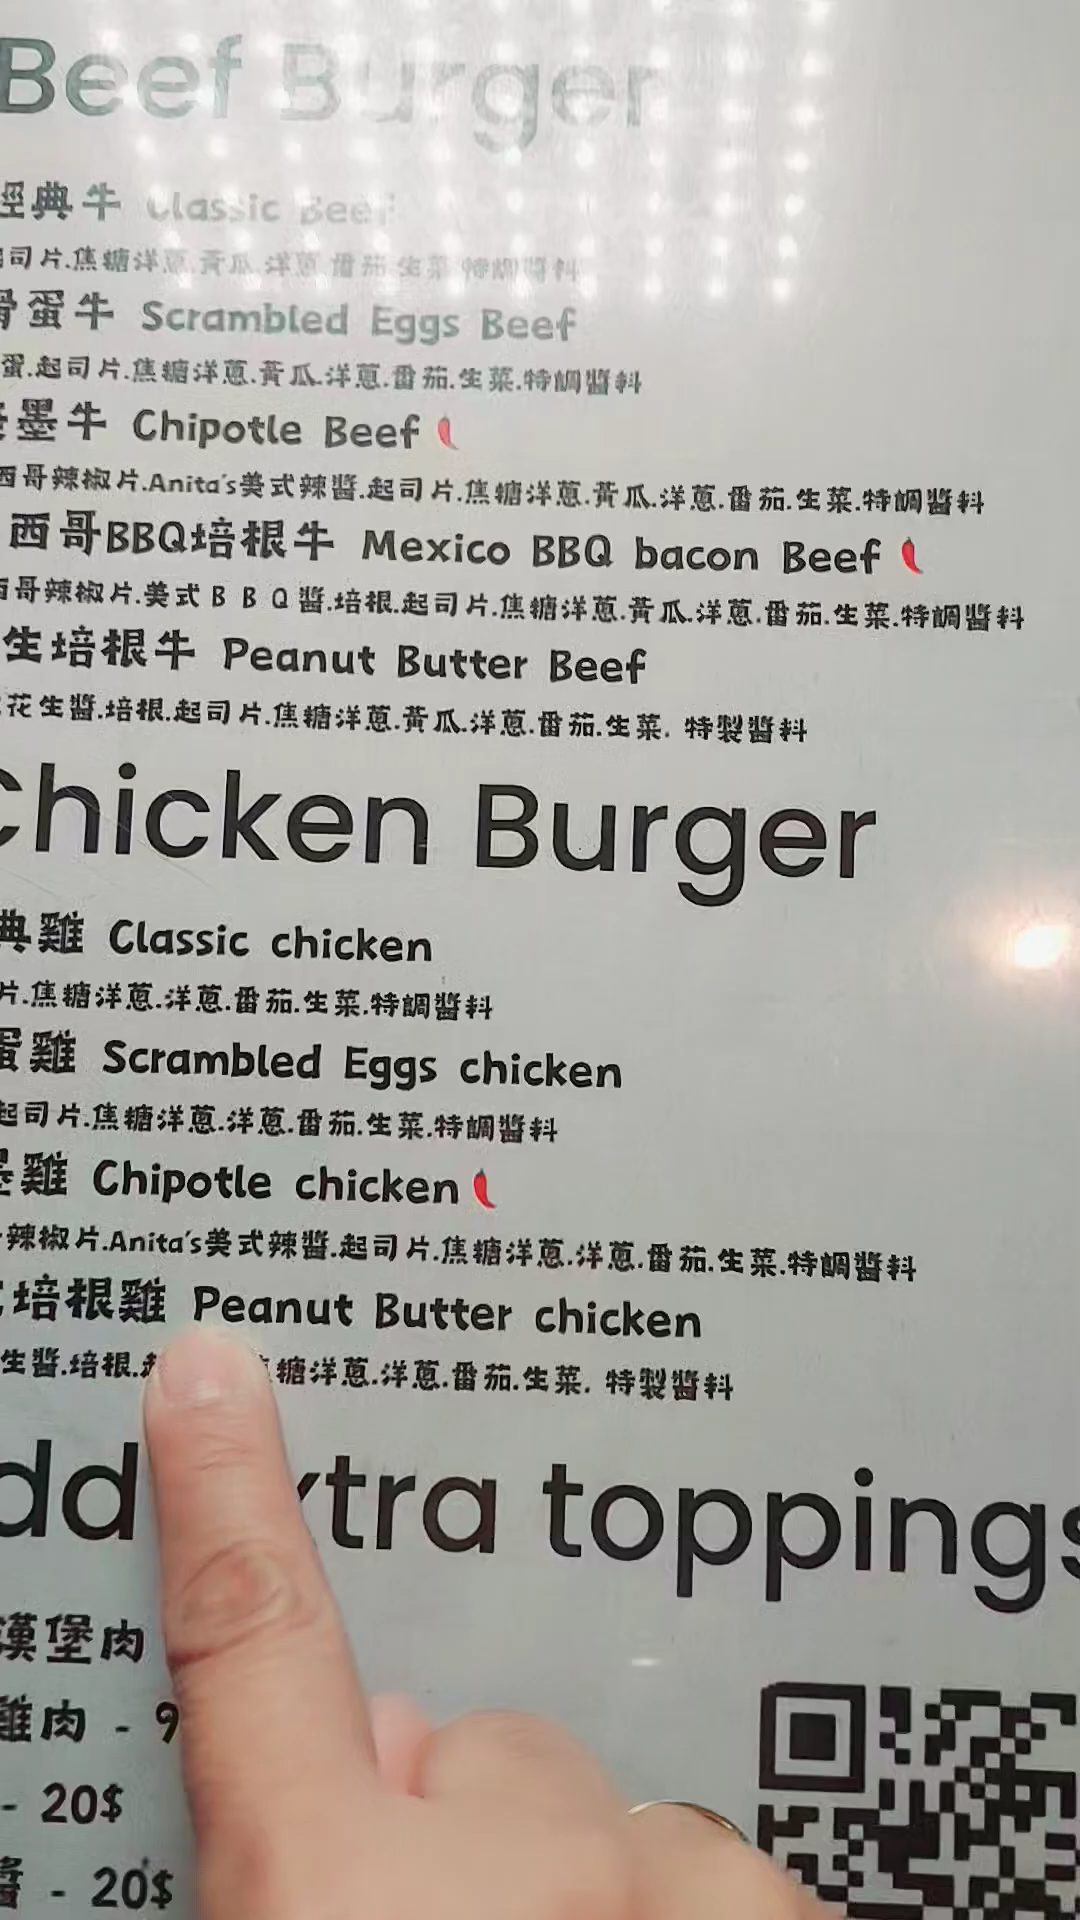 Beef Burger
經典牛 Classic Beef
司片.焦糖洋蔥.黃瓜.洋蔥.番茄.生菜.特調醬料
滑蛋牛 Scrambled Eggs Beef
蛋.起司片.焦糖洋蔥.黃瓜.洋蔥.番茄.生菜.特調醬料
墨牛 Chipotle Beef
西哥辣椒片.Anita's美式辣醬.起司片.焦糖洋蔥.黃瓜.洋蔥.番茄.生菜.特調醬料
西哥BBQ培根牛 Mexico BBQ bacon Beef
西哥辣椒片.美式BBQ醬.培根.起司片.焦糖洋蔥.黃瓜.洋蔥.番茄.生菜.特調醬料
生培根牛 Peanut Butter Beef
花生醬.培根.起司片.焦糖洋蔥.黃瓜.洋蔥.番茄.生菜. 特製醬料
Chicken Burger
典雞 Classic chicken
片.焦糖洋蔥.洋蔥.番茄.生菜.特調醬料
蛋雞 Scrambled Eggs chicken
起司片.焦糖洋蔥.洋蔥.番茄.生菜.特調醬料
墨雞 Chipotle chicken
辣椒片.Anita's美式辣醬.起司片.焦糖洋蔥.洋蔥.番茄.生菜.特調醬料
培根雞 Peanut Butter chicken
生醬.培根. 糖洋蔥.洋蔥.番茄.生菜. 特製醬料
dd xtra toppings
漢堡肉
雞肉 - 9
- 20$
醬 - 20$